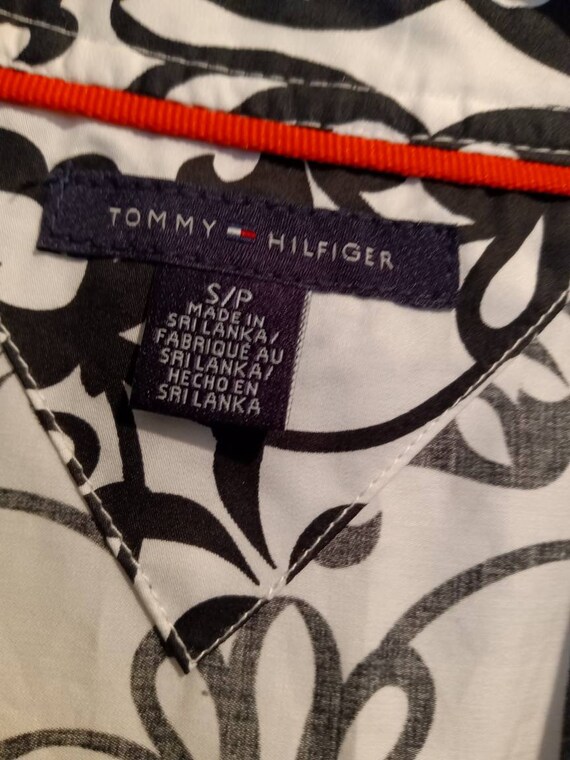 TOMMY HILFIGER
S/P
MADE IN
SRI LANKA/
FABRIQUÉ AU
SRI LANKA/
HECHO EN
SRI LANKA